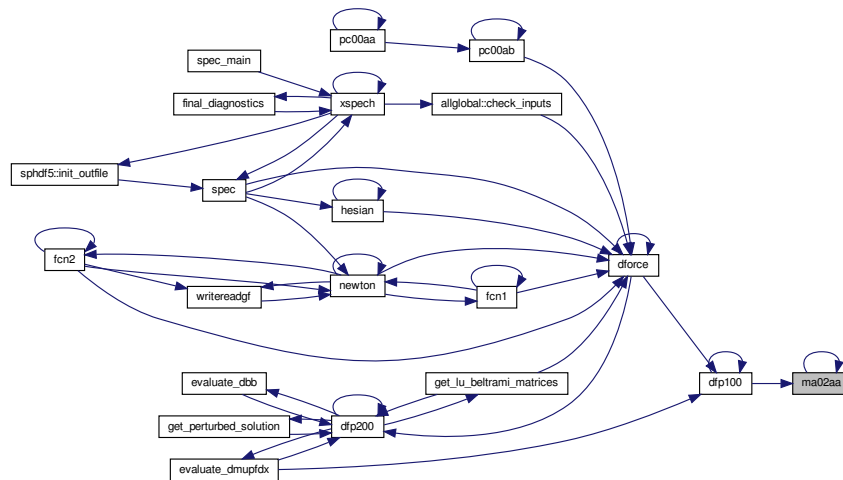 pc00aa
pc00ab
spec_main
final_diagnostics
xspech
allglobal::check_inputs
sphdf5::init_outfile
spec
hesian
fcn2
dforce
newton
writereadgf
fcn1
evaluate_dbb
get_lu_beltrami_matrices
dfp100
ma02aa
get_perturbed_solution
dfp200
evaluate_dmupfdx